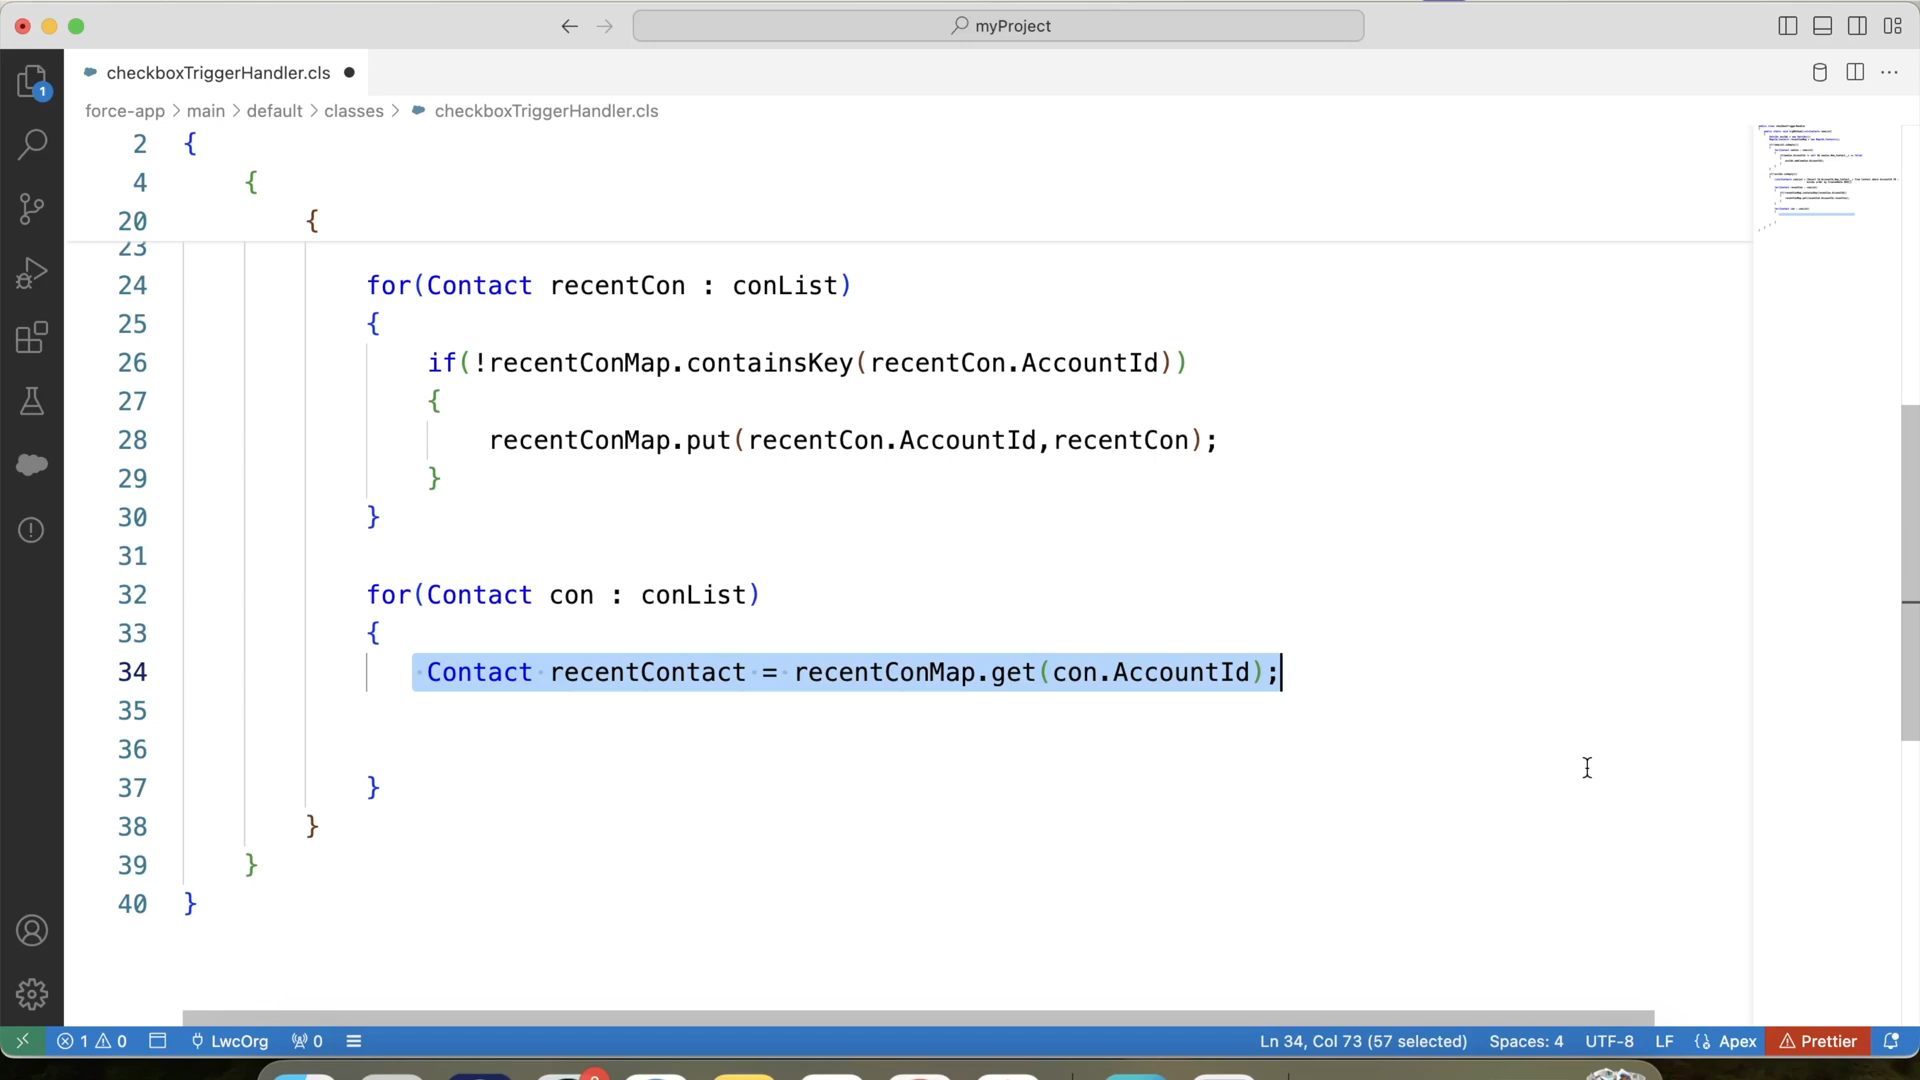 myProject
checkboxTriggerHandler.cls
force-app > main > default > classes > checkboxTriggerHandler.cls
1
2 {
4 {
20 {
23
24 for(Contact recentCon : conList)
25 {
26 if(!recentConMap.containsKey(recentCon.AccountId))
27 {
28 recentConMap.put(recentCon.AccountId,recentCon);
29 }
30 }
31
32 for(Contact con : conList)
33 {
34 Contact recentContact = recentConMap.get(con.AccountId);
35
36
37 }
38 }
39 }
40 }
1 0 LwcOrg 0 Ln 34, Col 73 (57 selected) Spaces: 4 UTF-8 LF Apex Prettier